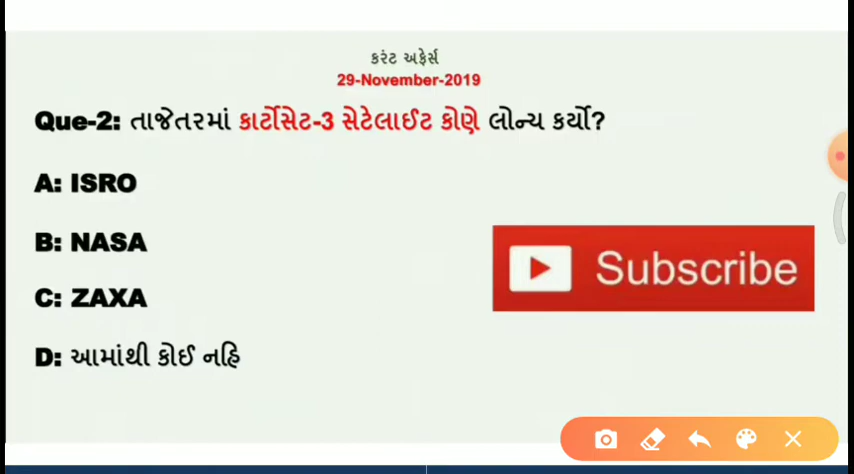 કરંટ અફેર્સ
29-November-2019
Que-2: તાજેતરમાં કાર્ટોસેટ-3 સેટેલાઈટ કોણે લોન્ચ કર્યો?
A: ISRO
B: NASA
Subscribe
C: ZAXA
D: આમાંથી કોઈ નહિ